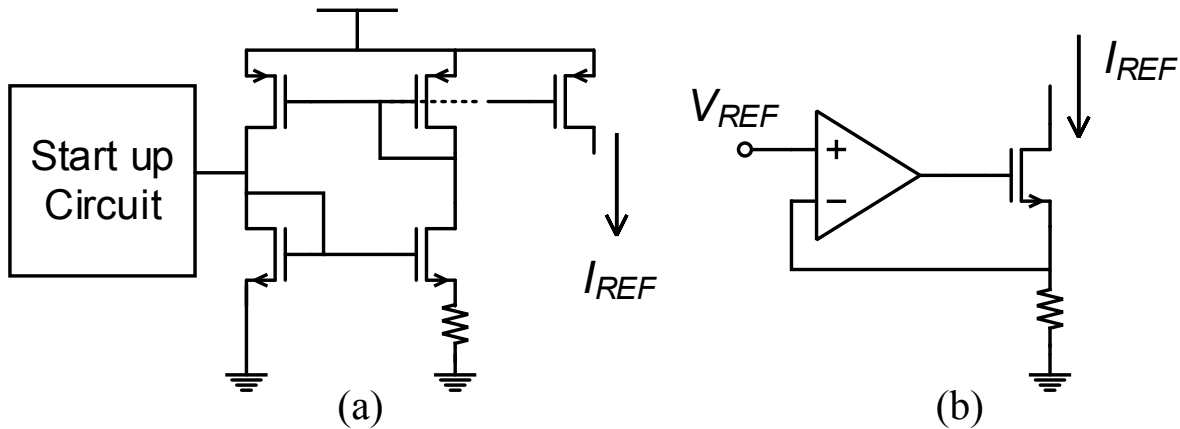 Start up
Circuit
I_REF
(a)
V_REF
+
−
I_REF
(b)